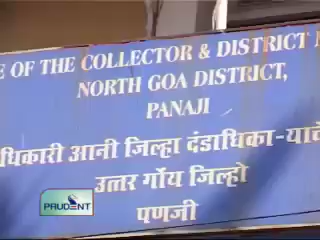 E OF THE COLLECTOR & DISTRICT
NORTH GOA DISTRICT,
PANAJI
धिकारी आनी जिल्हा दंडाधिका-याचे
उत्तर गोंय जिल्हो
पणजी
PRUDENT